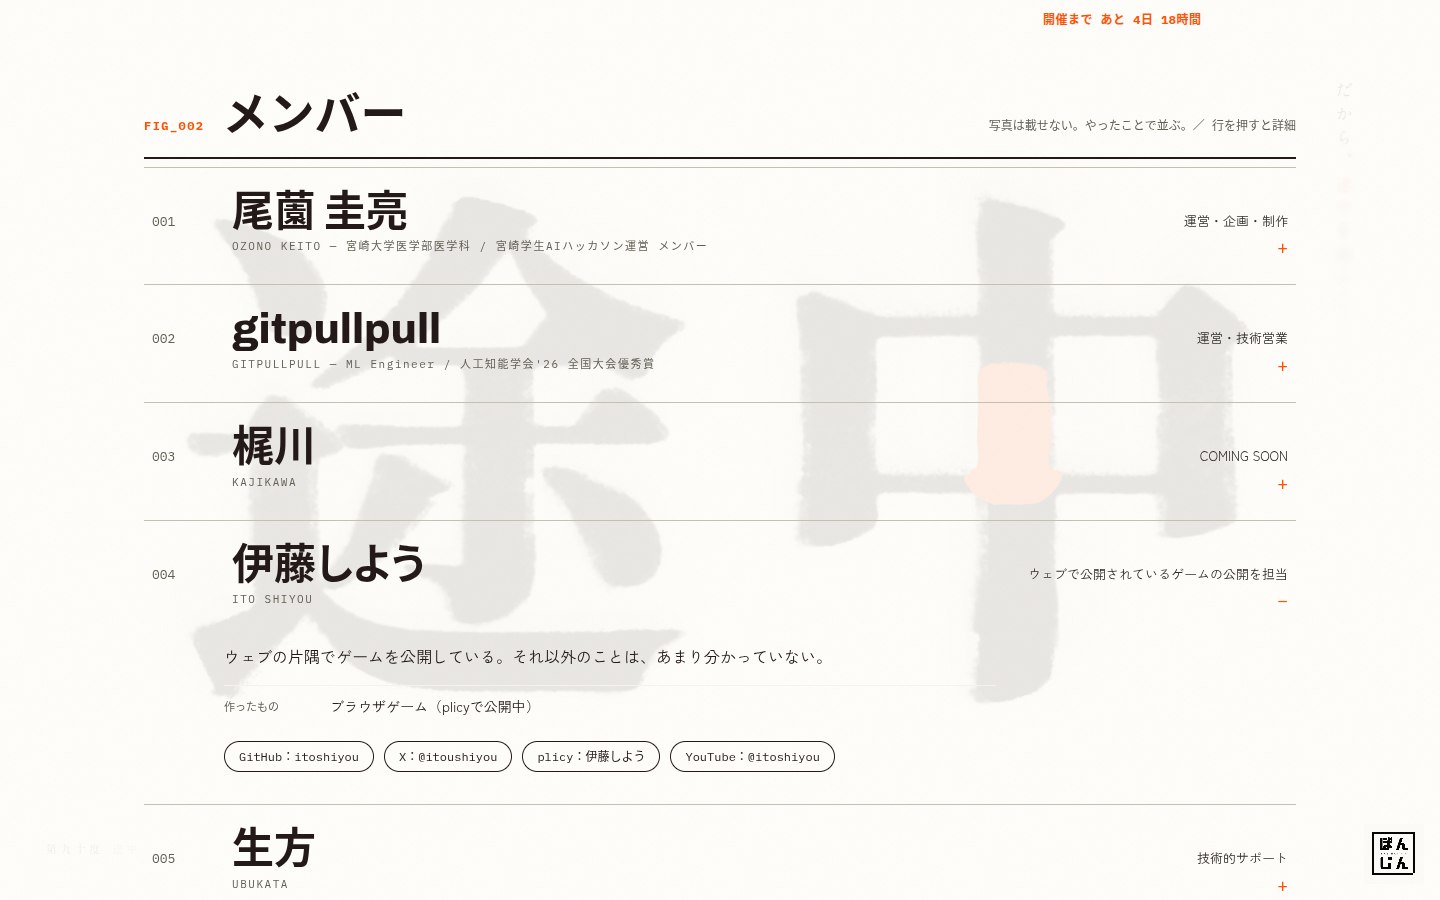 開催まで あと 4日 18時間
FIG_002 メンバー
写真は載せない。やったことで並ぶ。／ 行を押すと詳細
001
尾薗 圭亮
OZONO KEITO — 宮崎大学医学部医学科 / 宮崎学生AIハッカソン運営 メンバー
運営・企画・制作
+
002
gitpullpull
GITPULLPULL — ML Engineer / 人工知能学会'26 全国大会優秀賞
運営・技術営業
+
003
梶川
KAJIKAWA
COMING SOON
+
004
伊藤しよう
ITO SHIYOU
ウェブで公開されているゲームの公開を担当
−
ウェブの片隅でゲームを公開している。それ以外のことは、あまり分かっていない。
作ったもの ブラウザゲーム（plicyで公開中）
GitHub：itoshiyou
X：@itoushiyou
plicy：伊藤しよう
YouTube：@itoshiyou
005
生方
UBUKATA
技術的サポート
+
途中
だから、
ぽんじん